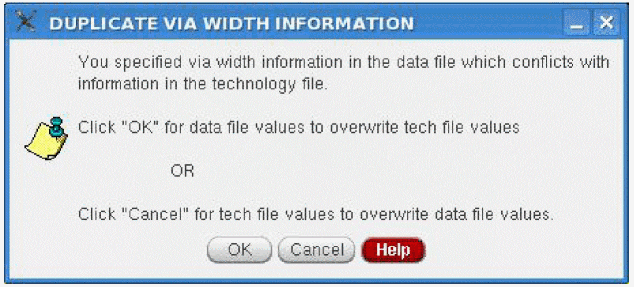 DUPLICATE VIA WIDTH INFORMATION
You specified via width information in the data file which conflicts with
information in the technology file.
Click "OK" for data file values to overwrite tech file values
OR
Click "Cancel" for tech file values to overwrite data file values.
OK Cancel Help